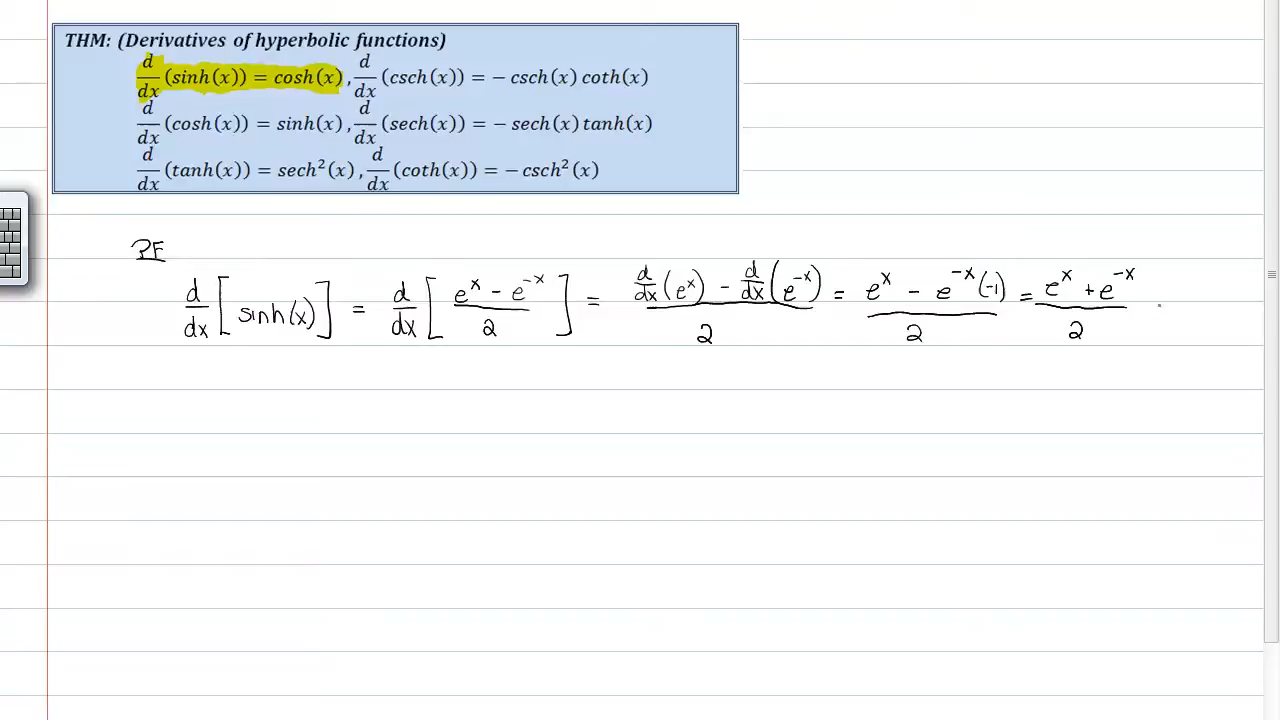 THM: (Derivatives of hyperbolic functions)
d/dx (sinh(x)) = cosh(x), d/dx (csch(x)) = − csch(x) coth(x)
d/dx (cosh(x)) = sinh(x), d/dx (sech(x)) = − sech(x) tanh(x)
d/dx (tanh(x)) = sech²(x), d/dx (coth(x)) = − csch²(x)
PF
d/dx [sinh(x)] = d/dx [(e^x − e^−x)/2] = (d/dx (e^x) − d/dx (e^−x))/2 = (e^x − e^−x (−1))/2 = (e^x + e^−x)/2